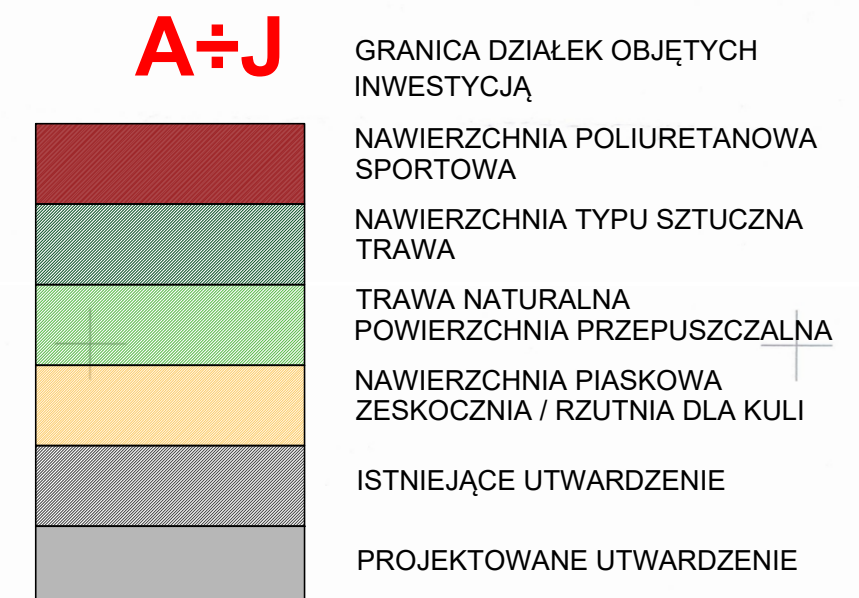 A÷J
GRANICA DZIAŁEK OBJĘTYCH
INWESTYCJĄ
NAWIERZCHNIA POLIURETANOWA
SPORTOWA
NAWIERZCHNIA TYPU SZTUCZNA
TRAWA
TRAWA NATURALNA
POWIERZCHNIA PRZEPUSZCZALNA
NAWIERZCHNIA PIASKOWA
ZESKOCZNIA / RZUTNIA DLA KULI
ISTNIEJĄCE UTWARDZENIE
PROJEKTOWANE UTWARDZENIE